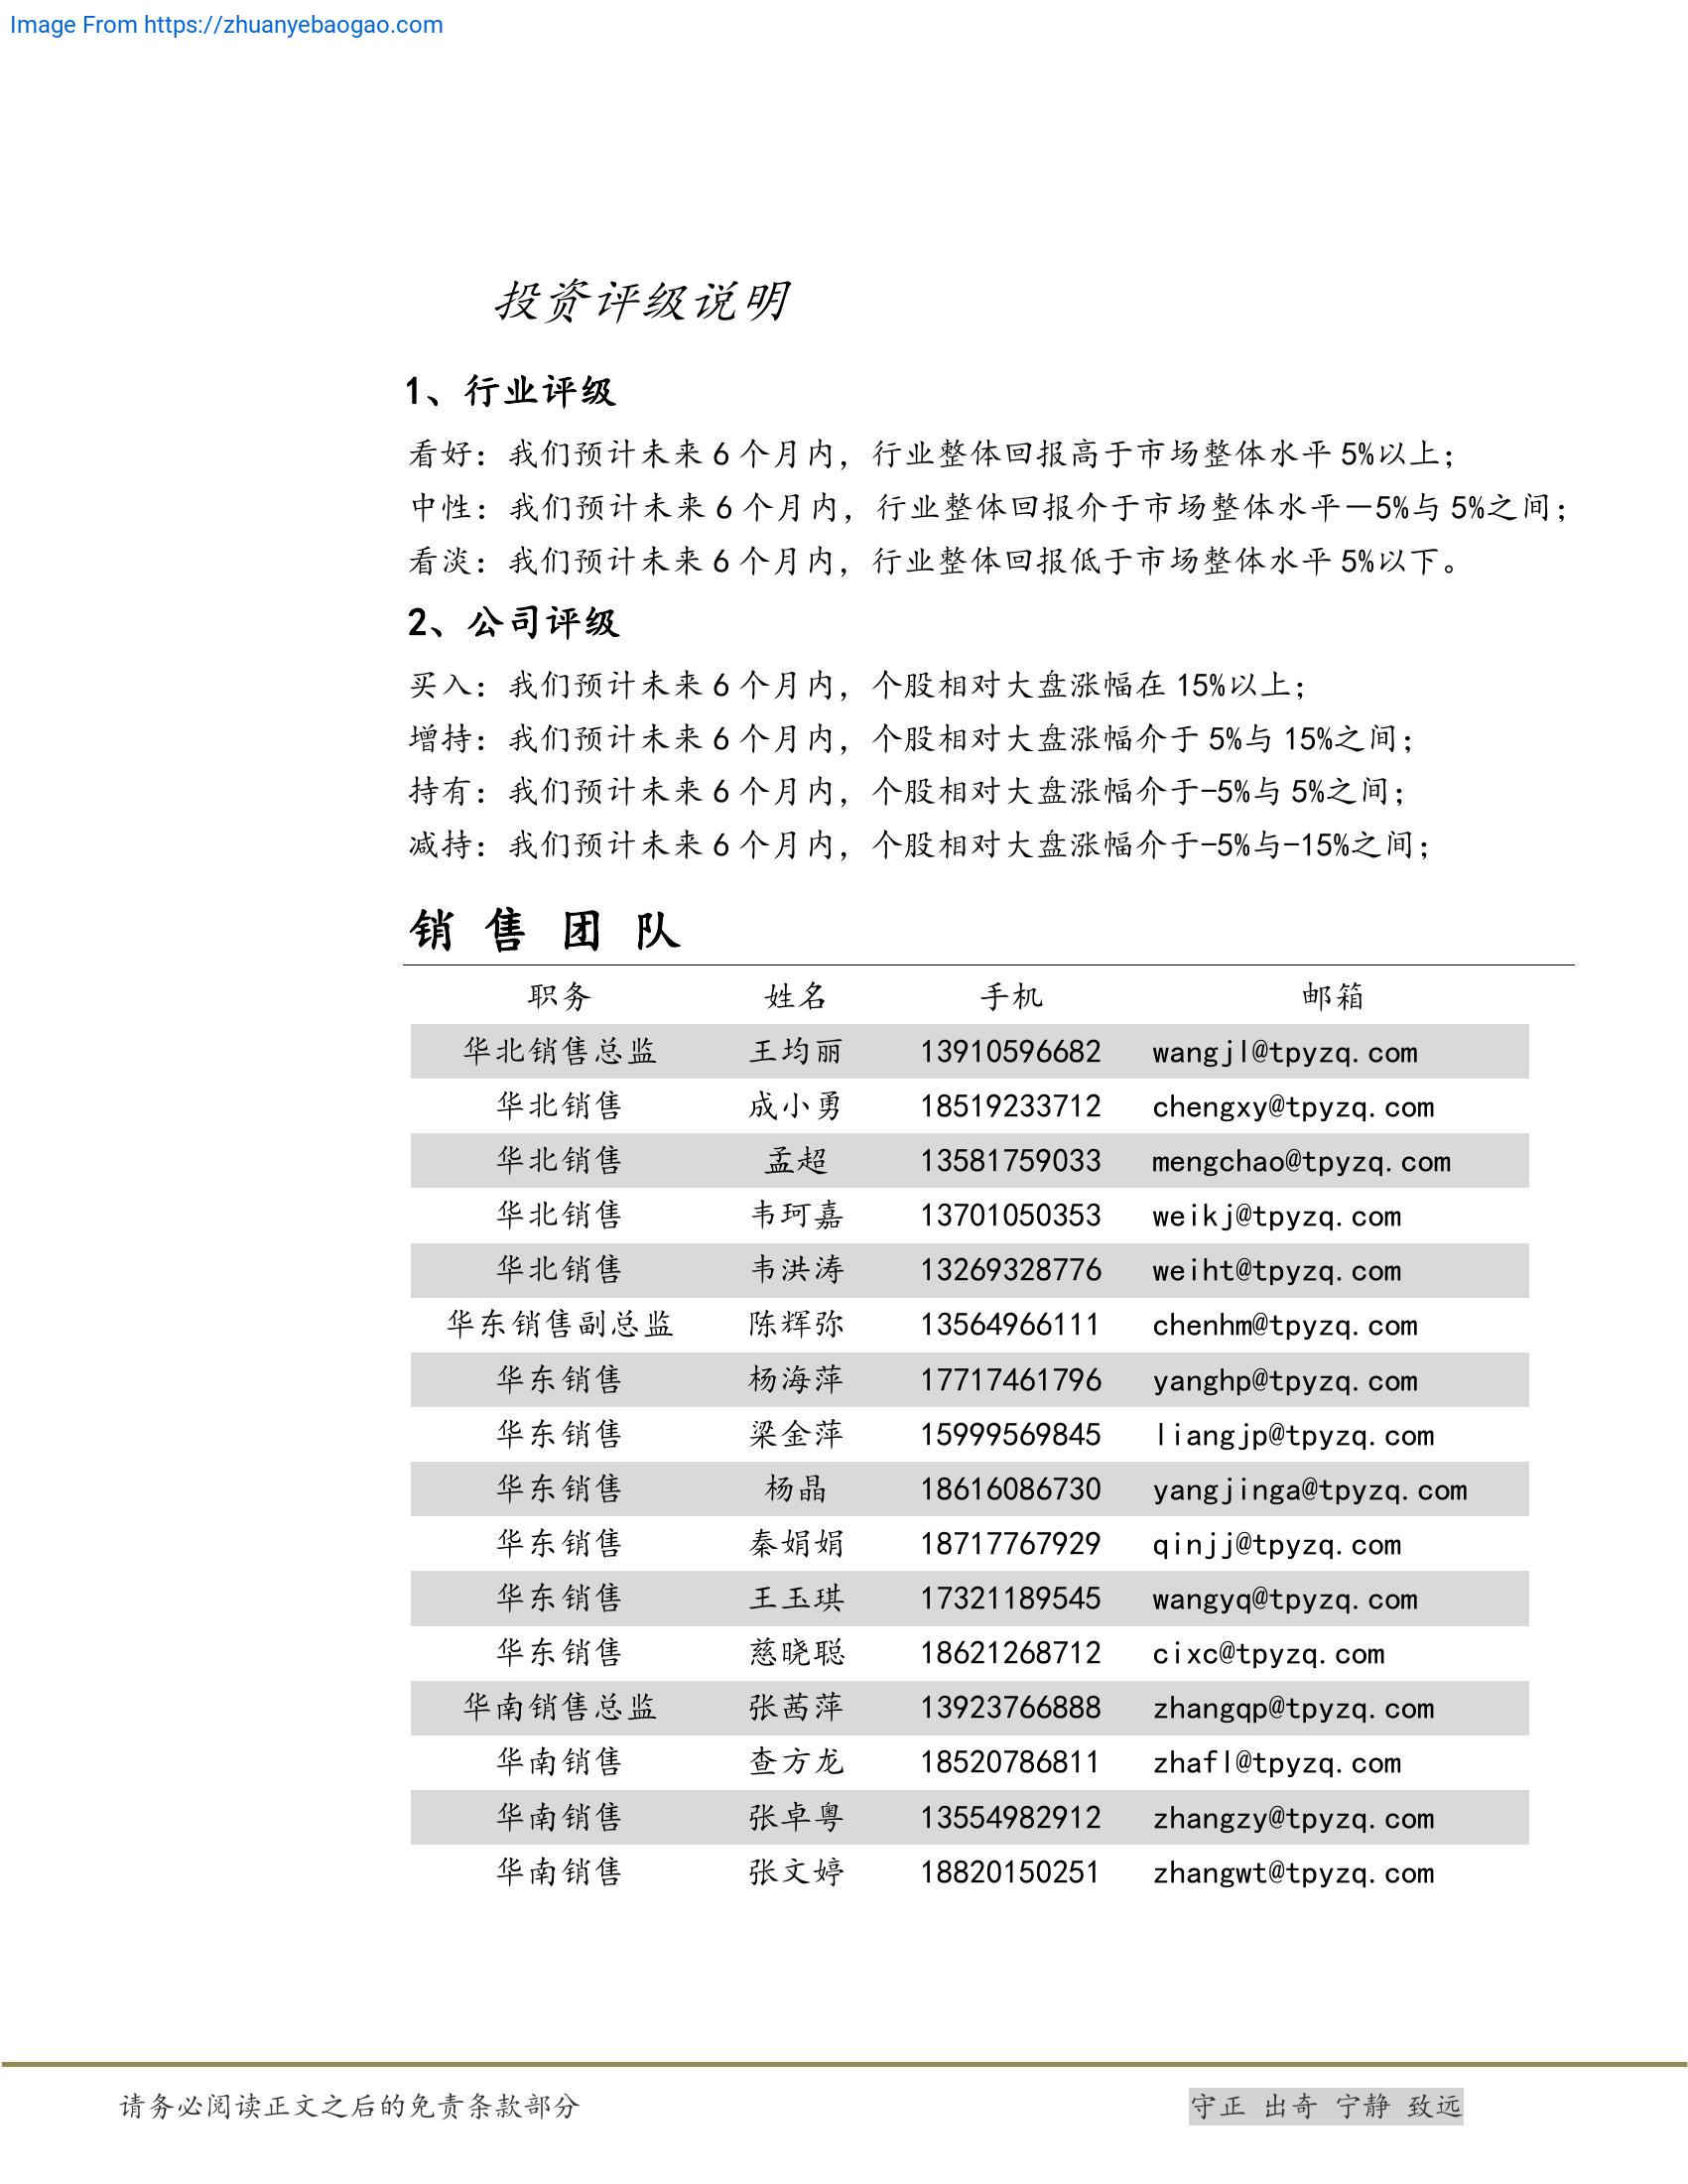 Image From https://zhuanyebaogao.com
投资评级说明
1、行业评级
看好：我们预计未来 6 个月内，行业整体回报高于市场整体水平 5%以上；
中性：我们预计未来 6 个月内，行业整体回报介于市场整体水平－5%与 5%之间；
看淡：我们预计未来 6 个月内，行业整体回报低于市场整体水平 5%以下。
2、公司评级
买入：我们预计未来 6 个月内，个股相对大盘涨幅在 15%以上；
增持：我们预计未来 6 个月内，个股相对大盘涨幅介于 5%与 15%之间；
持有：我们预计未来 6 个月内，个股相对大盘涨幅介于-5%与 5%之间；
减持：我们预计未来 6 个月内，个股相对大盘涨幅介于-5%与-15%之间；
销 售 团 队
职务 姓名 手机 邮箱
华北销售总监 王均丽 13910596682 wangjl@tpyzq.com
华北销售 成小勇 18519233712 chengxy@tpyzq.com
华北销售 孟超 13581759033 mengchao@tpyzq.com
华北销售 韦珂嘉 13701050353 weikj@tpyzq.com
华北销售 韦洪涛 13269328776 weiht@tpyzq.com
华东销售副总监 陈辉弥 13564966111 chenhm@tpyzq.com
华东销售 杨海萍 17717461796 yanghp@tpyzq.com
华东销售 梁金萍 15999569845 liangjp@tpyzq.com
华东销售 杨晶 18616086730 yangjinga@tpyzq.com
华东销售 秦娟娟 18717767929 qinjj@tpyzq.com
华东销售 王玉琪 17321189545 wangyq@tpyzq.com
华东销售 慈晓聪 18621268712 cixc@tpyzq.com
华南销售总监 张茜萍 13923766888 zhangqp@tpyzq.com
华南销售 查方龙 18520786811 zhafl@tpyzq.com
华南销售 张卓粤 13554982912 zhangzy@tpyzq.com
华南销售 张文婷 18820150251 zhangwt@tpyzq.com
请务必阅读正文之后的免责条款部分 守正 出奇 宁静 致远